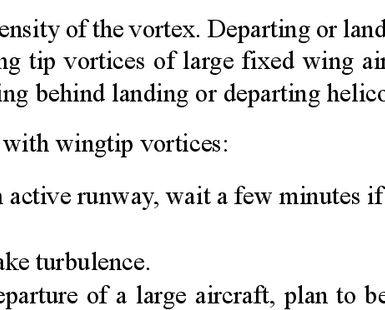 ensity of the vortex. Departing or land
ng tip vortices of large fixed wing air
ing behind landing or departing helico
with wingtip vortices:
active runway, wait a few minutes if
ake turbulence.
eparture of a large aircraft, plan to be